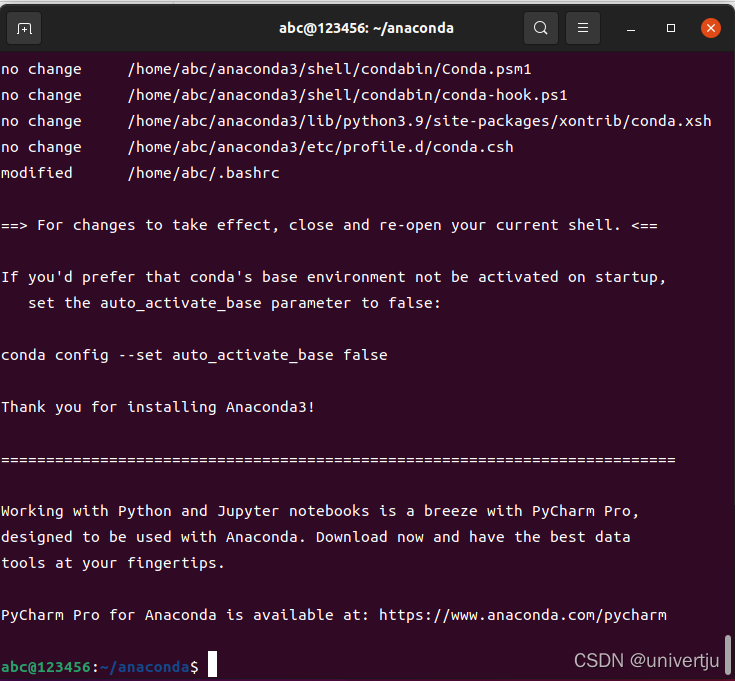 abc@123456: ~/anaconda
no change     /home/abc/anaconda3/shell/condabin/Conda.psm1
no change     /home/abc/anaconda3/shell/condabin/conda-hook.ps1
no change     /home/abc/anaconda3/lib/python3.9/site-packages/xontrib/conda.xsh
no change     /home/abc/anaconda3/etc/profile.d/conda.csh
modified      /home/abc/.bashrc
==> For changes to take effect, close and re-open your current shell. <==
If you'd prefer that conda's base environment not be activated on startup,
   set the auto_activate_base parameter to false:
conda config --set auto_activate_base false
Thank you for installing Anaconda3!
===========================================================================
Working with Python and Jupyter notebooks is a breeze with PyCharm Pro,
designed to be used with Anaconda. Download now and have the best data
tools at your fingertips.
PyCharm Pro for Anaconda is available at: https://www.anaconda.com/pycharm
abc@123456:~/anaconda$
CSDN @univertju